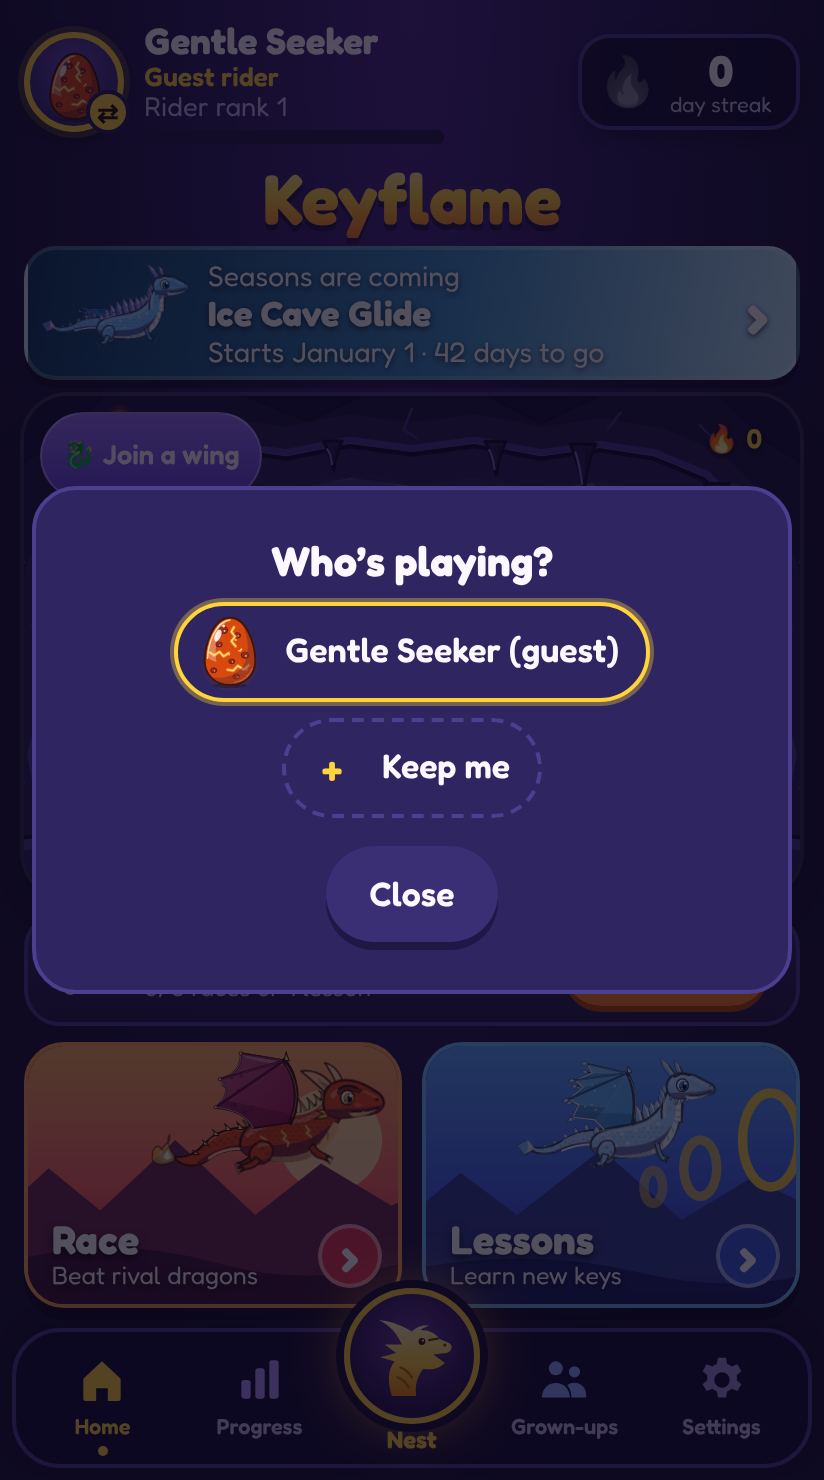 Gentle Seeker
Guest rider
Rider rank 1
0
day streak
Keyflame
Seasons are coming
Ice Cave Glide
Starts January 1 · 42 days to go
Join a wing
0
Who’s playing?
Gentle Seeker (guest)
+ Keep me
Close
Race
Beat rival dragons
Lessons
Learn new keys
Home
Progress
Nest
Grown-ups
Settings